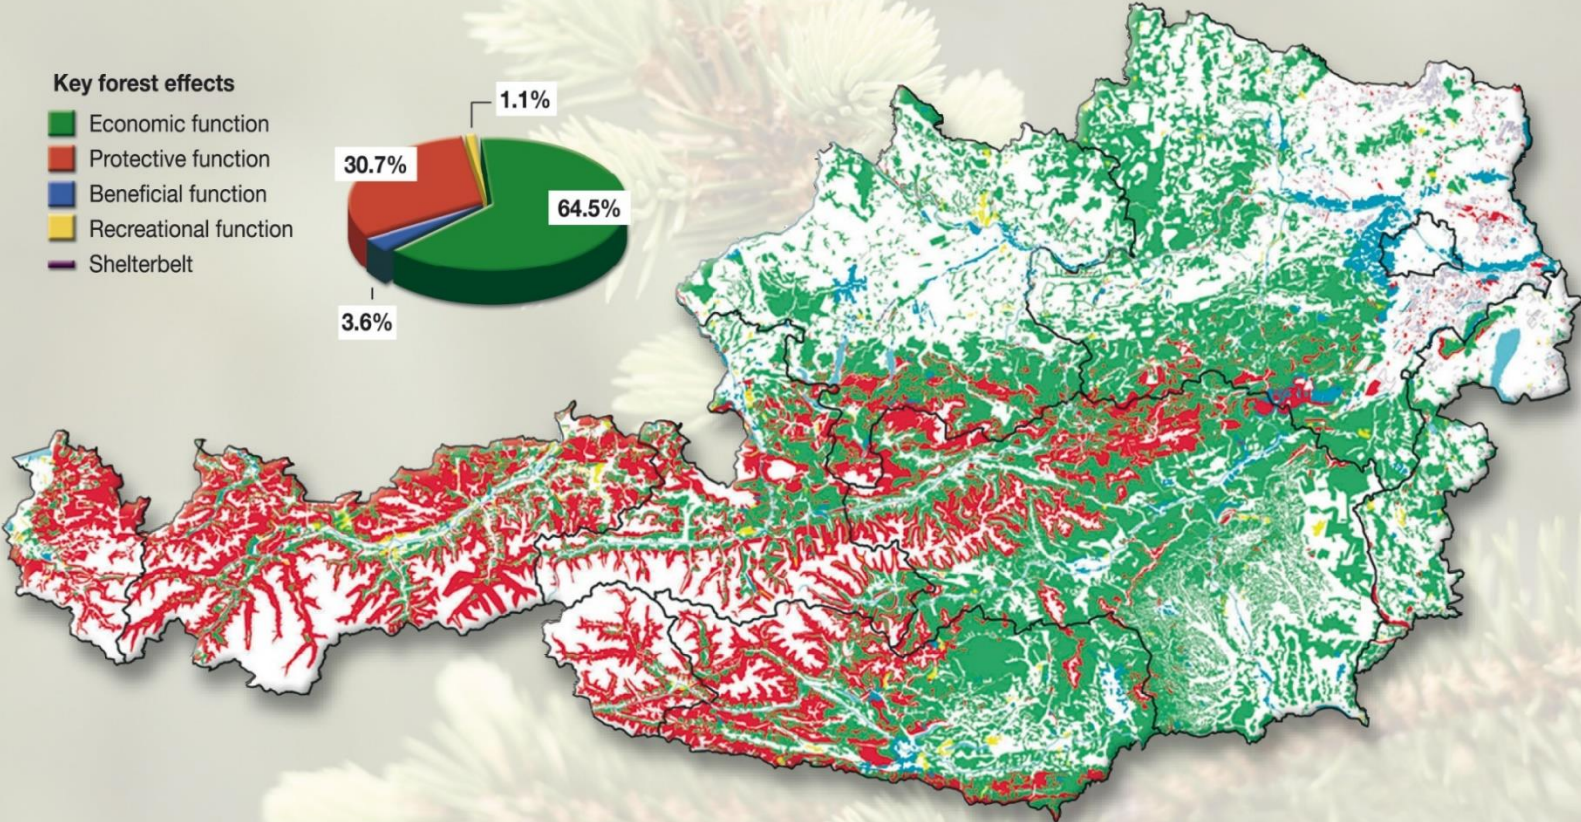 Key forest effects
Economic function
Protective function
Beneficial function
Recreational function
Shelterbelt
1.1%
30.7%
64.5%
3.6%